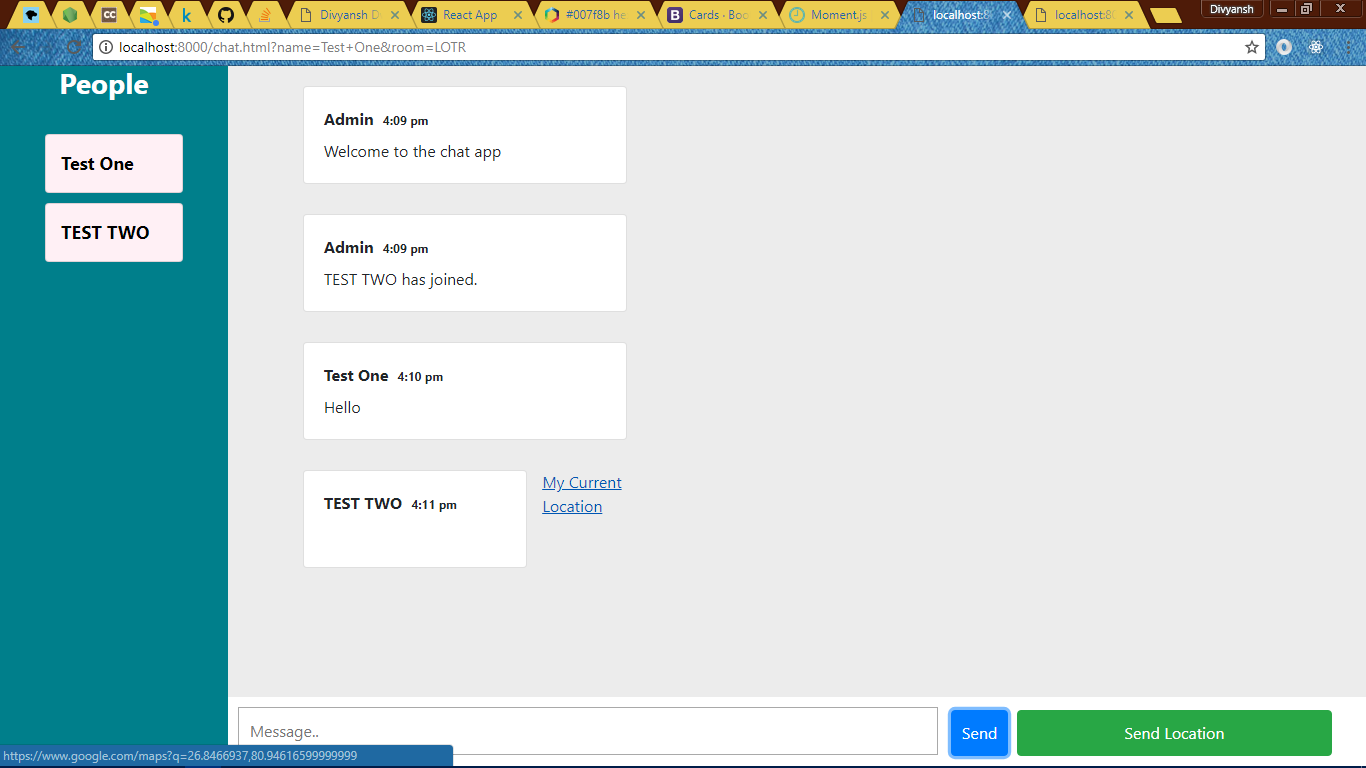 Divyansh D
React App
#007f8b he
Cards · Boo
Moment.js
localhost:8
localhost:80
Divyansh
localhost:8000/chat.html?name=Test+One&room=LOTR
People
Test One
TEST TWO
Admin 4:09 pm
Welcome to the chat app
Admin 4:09 pm
TEST TWO has joined.
Test One 4:10 pm
Hello
TEST TWO 4:11 pm
My Current
Location
Message..
Send
Send Location
https://www.google.com/maps?q=26.8466937,80.94616599999999